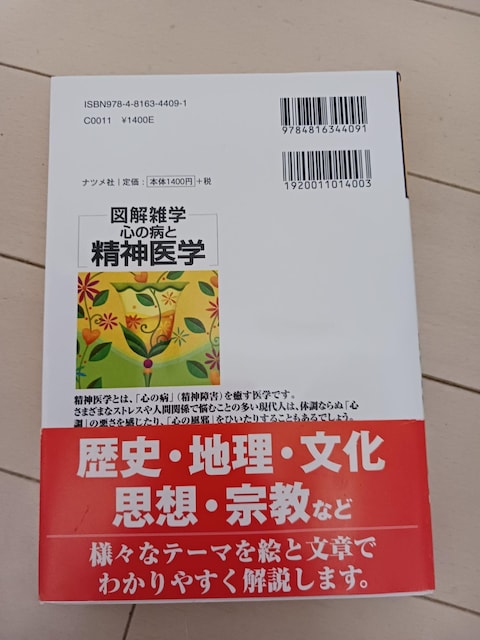 ISBN978-4-8163-4409-1
C0011 ¥1400E
9784816344091
ナツメ社 | 定価： 本体1400円 +税
1920011014003
図解雑学
心の病と
精神医学
精神医学とは、「心の病」（精神障害）を癒す医学です。
さまざまなストレスや人間関係で悩むことの多い現代人は、体調ならぬ「心
調」の悪さを感じたり、「心の風邪」をひいたりすることもあるでしょう。
歴史・地理・文化
思想・宗教など
様々なテーマを絵と文章で
わかりやすく解説します。